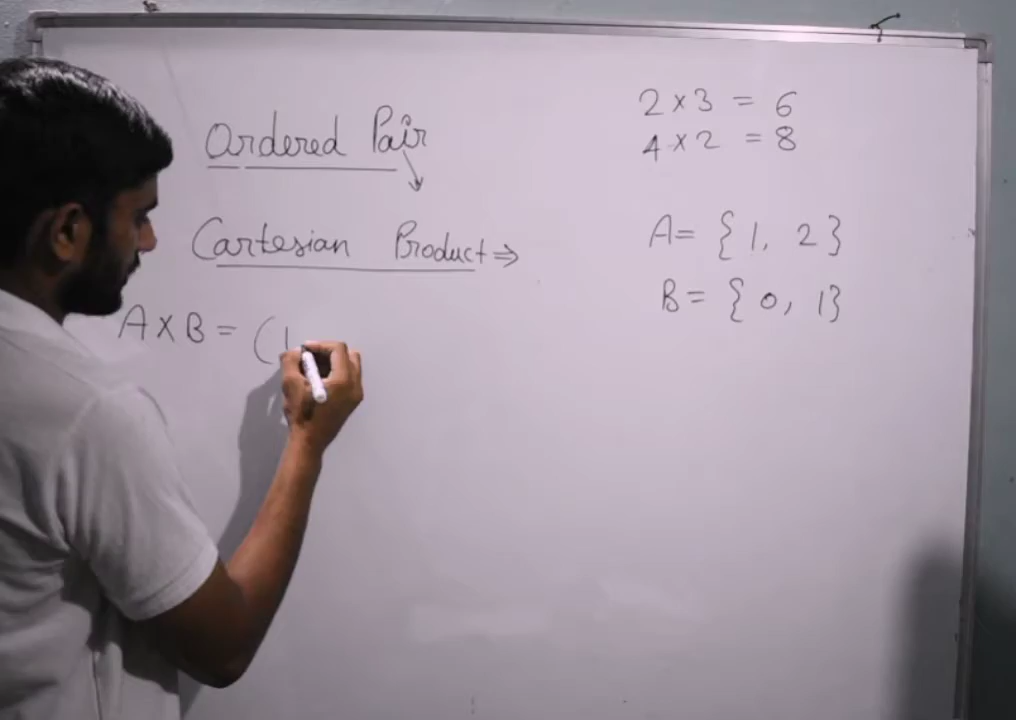 Ordered Pair
Cartesian Product ⇒
A X B = (1
2 × 3 = 6
4 × 2 = 8
A = { 1, 2 }
B = { 0, 1 }